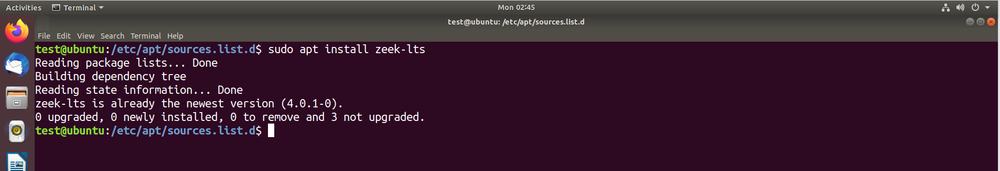 Activities Terminal Mon 02:45
test@ubuntu: /etc/apt/sources.list.d
File Edit View Search Terminal Help
test@ubuntu:/etc/apt/sources.list.d$ sudo apt install zeek-lts
Reading package lists... Done
Building dependency tree
Reading state information... Done
zeek-lts is already the newest version (4.0.1-0).
0 upgraded, 0 newly installed, 0 to remove and 3 not upgraded.
test@ubuntu:/etc/apt/sources.list.d$